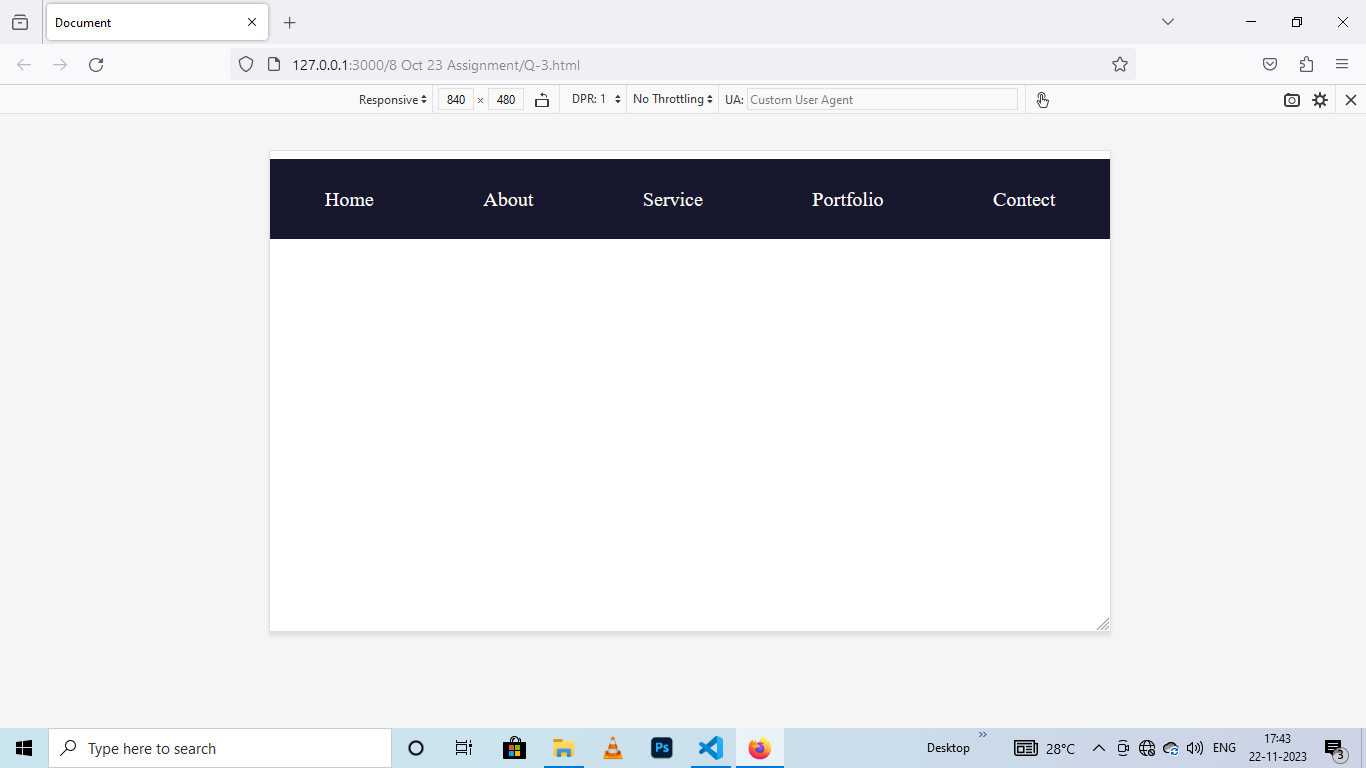 Document
127.0.0.1:3000/8 Oct 23 Assignment/Q-3.html
Responsive 840 × 480 DPR: 1 No Throttling UA: Custom User Agent
Home About Service Portfolio Contect
Type here to search Ps Desktop 28°C ENG 17:43
22-11-2023 3